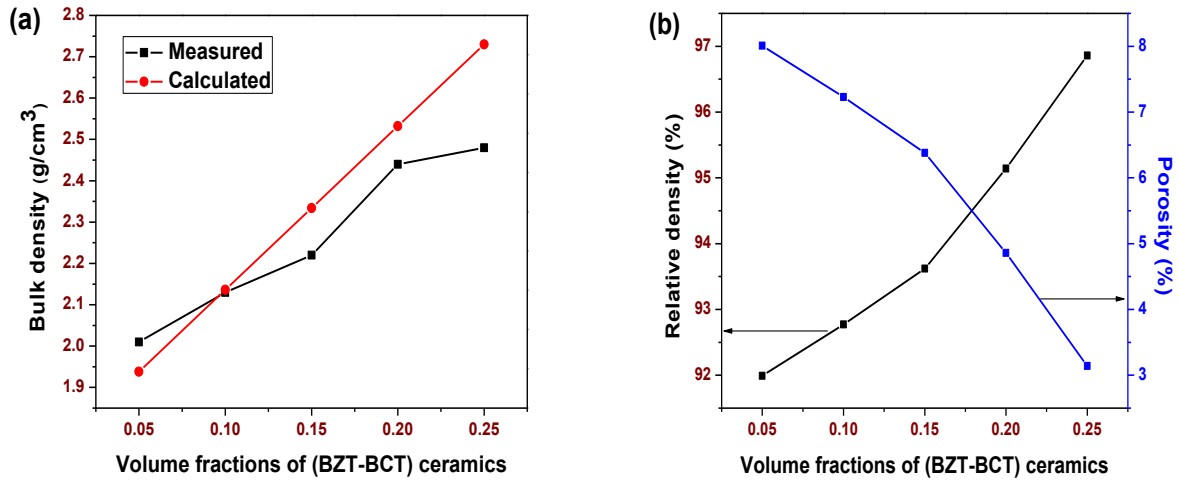 (a)
2.8
2.7
2.6
2.5
2.4
2.3
2.2
2.1
2.0
1.9
Bulk density (g/cm³)
Measured
Calculated
0.05 0.10 0.15 0.20 0.25
Volume fractions of (BZT-BCT) ceramics
(b)
97
96
95
94
93
92
Relative density (%)
8
7
6
5
4
3
Porosity (%)
0.05 0.10 0.15 0.20 0.25
Volume fractions of (BZT-BCT) ceramics